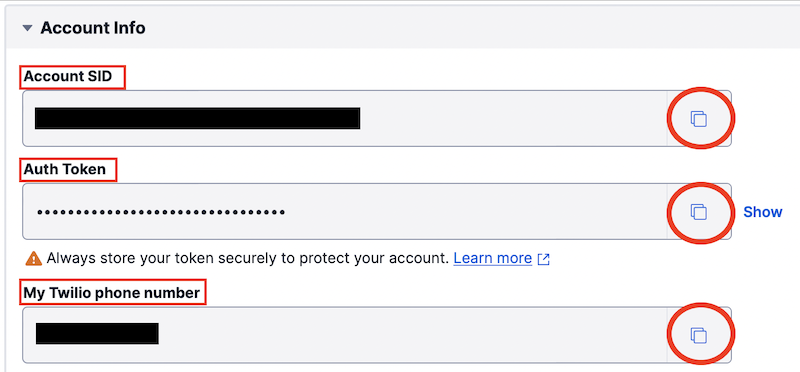 Account Info
Account SID
Auth Token
••••••••••••••••••••••••••••••••
Show
Always store your token securely to protect your account. Learn more
My Twilio phone number